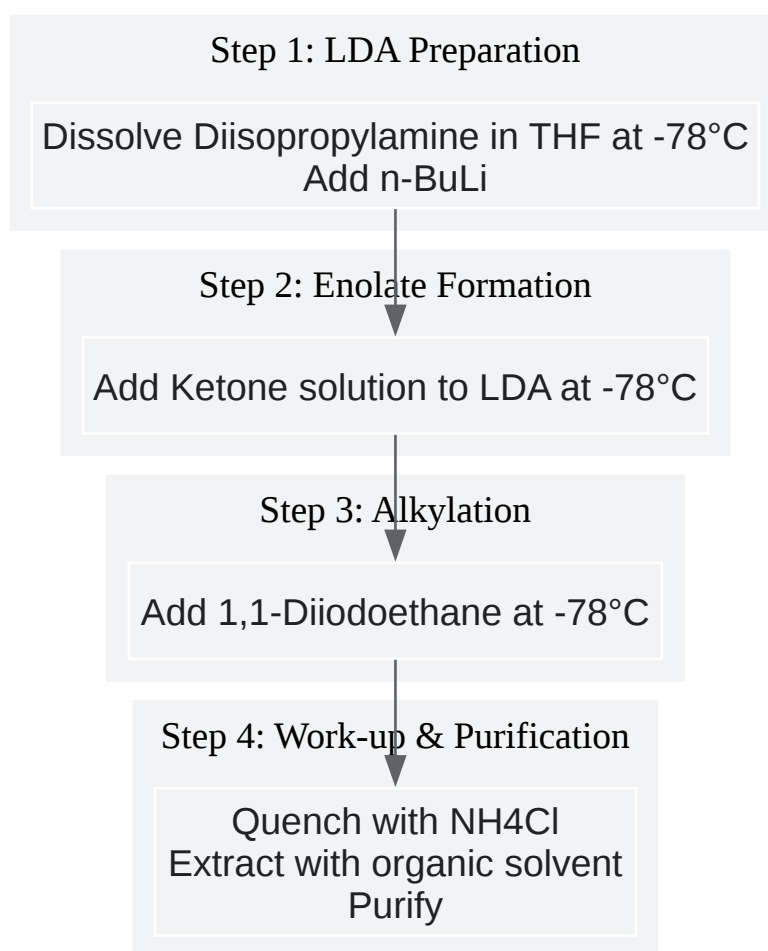 Step 1: LDA Preparation
Dissolve Diisopropylamine in THF at -78°C
Add n-BuLi
Step 2: Enolate Formation
Add Ketone solution to LDA at -78°C
Step 3: Alkylation
Add 1,1-Diiodoethane at -78°C
Step 4: Work-up & Purification
Quench with NH4Cl
Extract with organic solvent
Purify